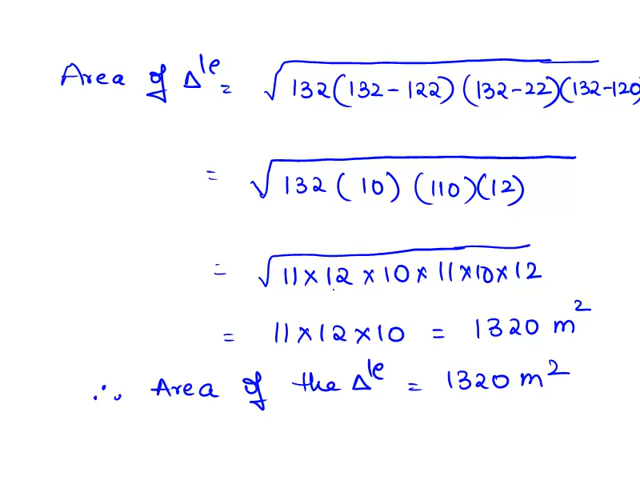 Area of Δle = √132(132-122)(132-22)(132-120)
= √132(10)(110)(12)
= √11×12×10×11×10×12
= 11×12×10 = 1320 m²
∴ Area of the Δle = 1320 m²